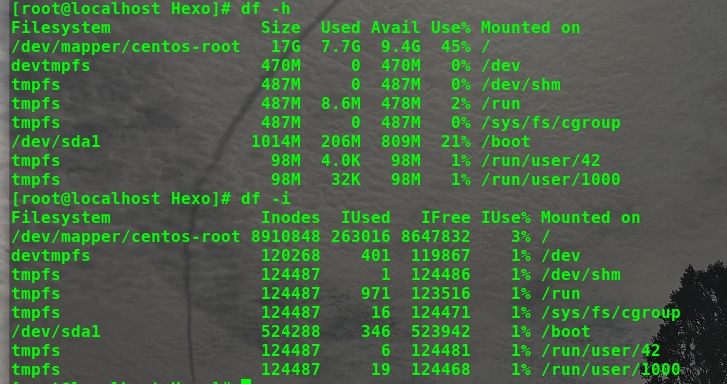 [root@localhost Hexo]# df -h
Filesystem Size Used Avail Use% Mounted on
/dev/mapper/centos-root 17G 7.7G 9.4G 45% /
devtmpfs 470M 0 470M 0% /dev
tmpfs 487M 0 487M 0% /dev/shm
tmpfs 487M 8.6M 478M 2% /run
tmpfs 487M 0 487M 0% /sys/fs/cgroup
/dev/sda1 1014M 206M 809M 21% /boot
tmpfs 98M 4.0K 98M 1% /run/user/42
tmpfs 98M 32K 98M 1% /run/user/1000
[root@localhost Hexo]# df -i
Filesystem Inodes IUsed IFree IUse% Mounted on
/dev/mapper/centos-root 8910848 263016 8647832 3% /
devtmpfs 120268 401 119867 1% /dev
tmpfs 124487 1 124486 1% /dev/shm
tmpfs 124487 971 123516 1% /run
tmpfs 124487 16 124471 1% /sys/fs/cgroup
/dev/sda1 524288 346 523942 1% /boot
tmpfs 124487 6 124481 1% /run/user/42
tmpfs 124487 19 124468 1% /run/user/1000
[root@localhost Hexo]#